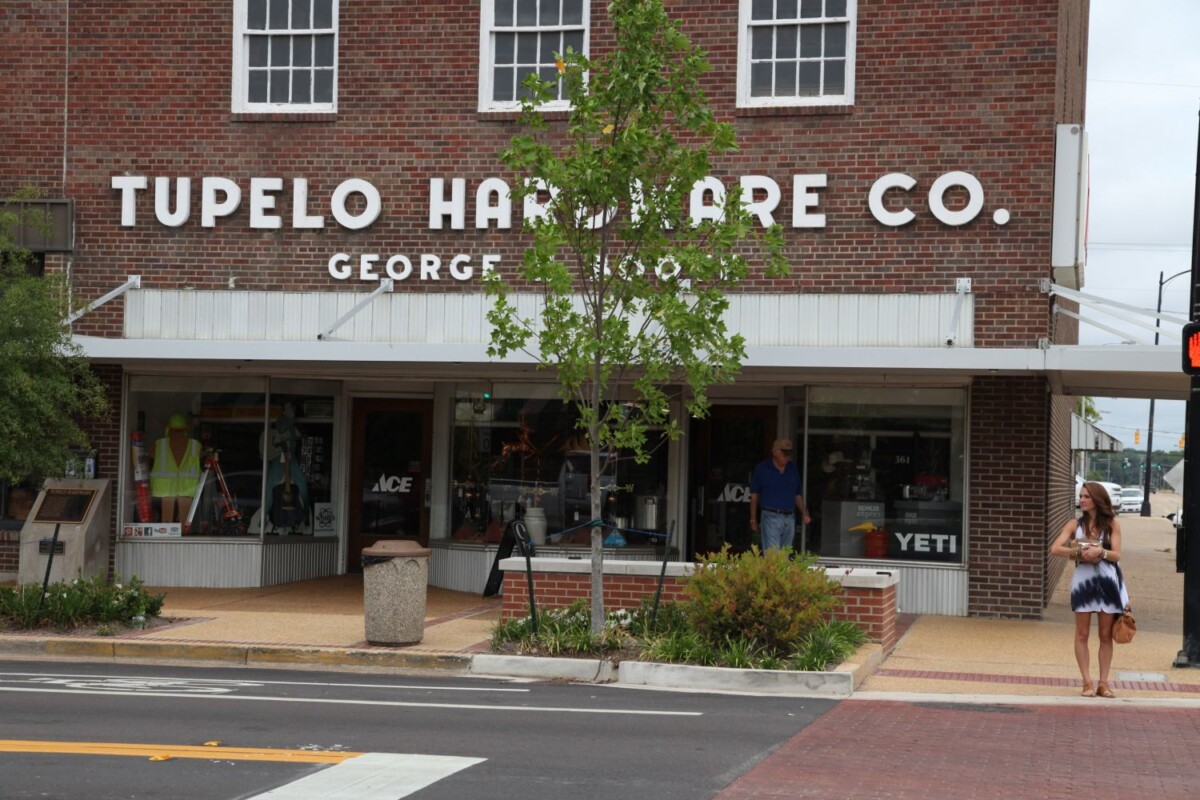 TUPELO HARDWARE CO.
GEORGE
ACE
ACE
361
YETI